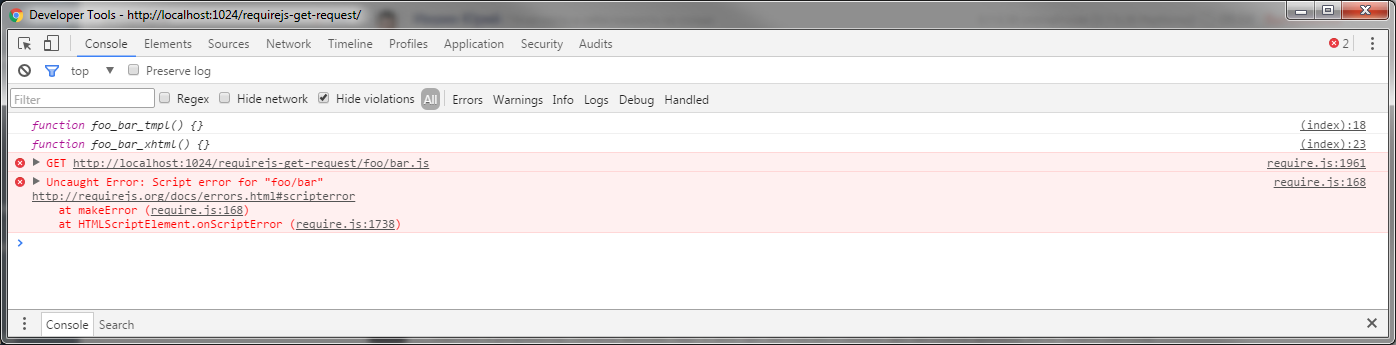 Developer Tools - http://localhost:1024/requirejs-get-request/
Console Elements Sources Network Timeline Profiles Application Security Audits 2
top Preserve log
Filter Regex Hide network Hide violations All Errors Warnings Info Logs Debug Handled
function foo_bar_tmpl() {} (index):18
function foo_bar_xhtml() {} (index):23
GET http://localhost:1024/requirejs-get-request/foo/bar.js require.js:1961
Uncaught Error: Script error for "foo/bar" require.js:168
http://requirejs.org/docs/errors.html#scripterror
at makeError (require.js:168)
at HTMLScriptElement.onScriptError (require.js:1738)
Console Search